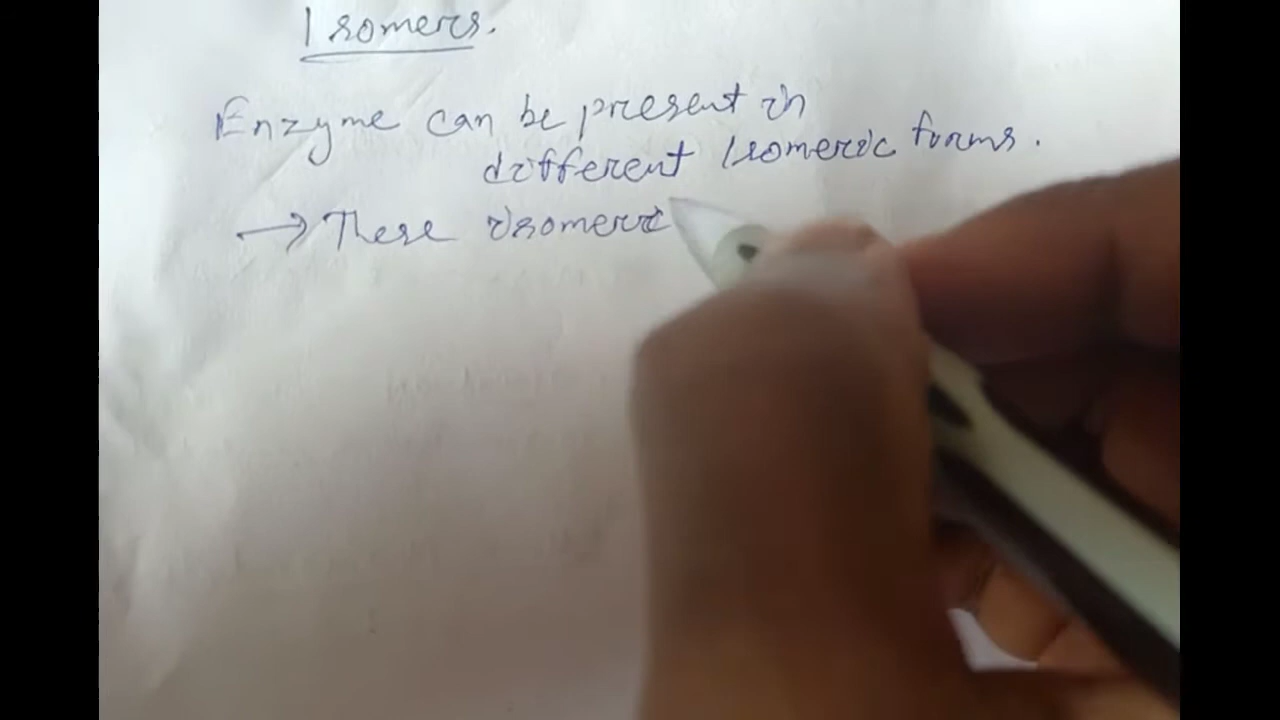 Isomers.
Enzyme can be present in
different Isomeric forms.
→ These isomeric